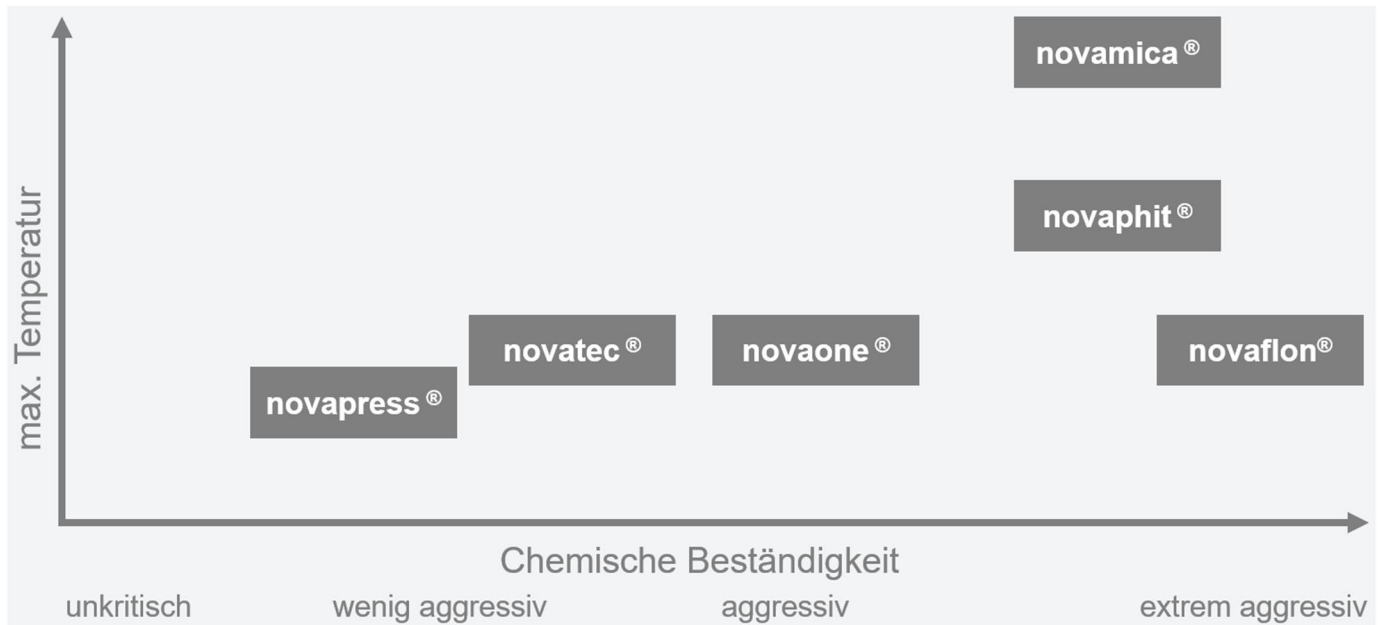 novamica ®
novaphit ®
novatec ®
novaone ®
novaflon®
novapress ®
max. Temperatur
Chemische Beständigkeit
unkritisch
wenig aggressiv
aggressiv
extrem aggressiv